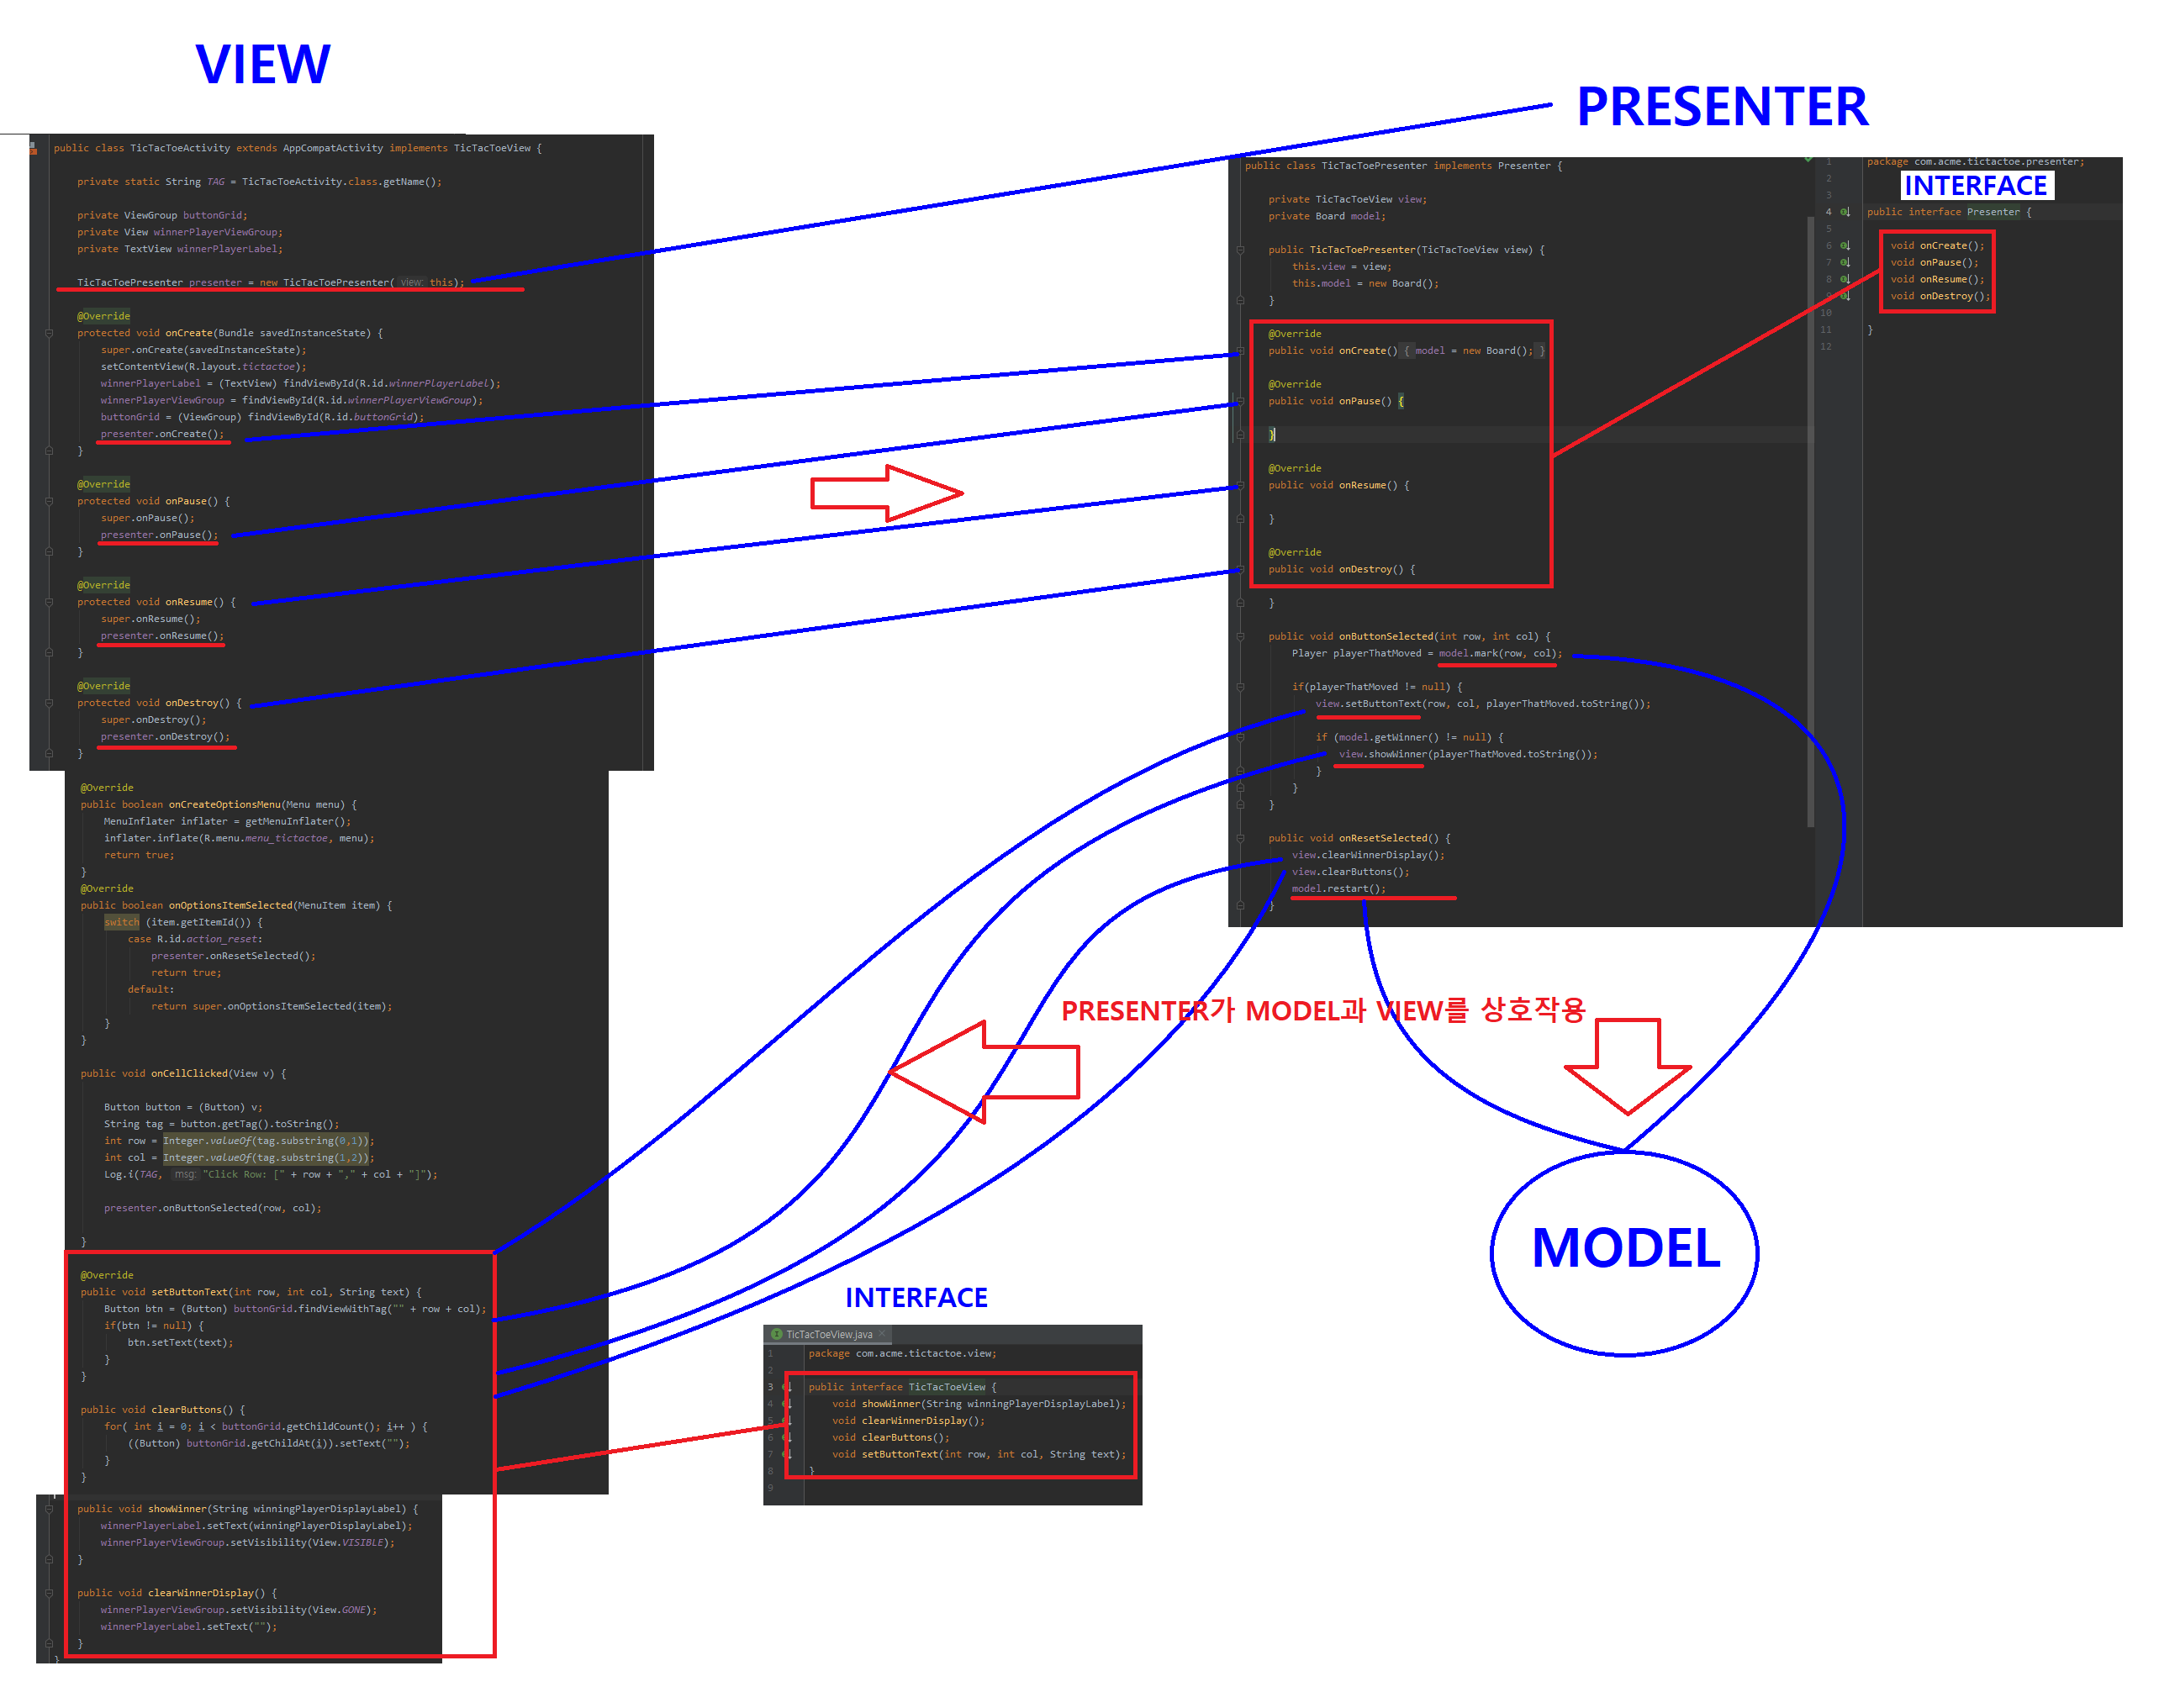 VIEW
public class TicTacToeActivity extends AppCompatActivity implements TicTacToeView {
private static String TAG = TicTacToeActivity.class.getName();
private ViewGroup buttonGrid;
private View winnerPlayerViewGroup;
private TextView winnerPlayerLabel;
TicTacToePresenter presenter = new TicTacToePresenter( view: this);
@Override
protected void onCreate(Bundle savedInstanceState) {
super.onCreate(savedInstanceState);
setContentView(R.layout.tictactoe);
winnerPlayerLabel = (TextView) findViewById(R.id.winnerPlayerLabel);
winnerPlayerViewGroup = findViewById(R.id.winnerPlayerViewGroup);
buttonGrid = (ViewGroup) findViewById(R.id.buttonGrid);
presenter.onCreate();
}
@Override
protected void onPause() {
super.onPause();
presenter.onPause();
}
@Override
protected void onResume() {
super.onResume();
presenter.onResume();
}
@Override
protected void onDestroy() {
super.onDestroy();
presenter.onDestroy();
}
@Override
public boolean onCreateOptionsMenu(Menu menu) {
MenuInflater inflater = getMenuInflater();
inflater.inflate(R.menu.menu_tictactoe, menu);
return true;
}
@Override
public boolean onOptionsItemSelected(MenuItem item) {
switch (item.getItemId()) {
case R.id.action_reset:
presenter.onResetSelected();
return true;
default:
return super.onOptionsItemSelected(item);
}
}
public void onCellClicked(View v) {
Button button = (Button) v;
String tag = button.getTag().toString();
int row = Integer.valueOf(tag.substring(0,1));
int col = Integer.valueOf(tag.substring(1,2));
Log.i(TAG, msg: "Click Row: [" + row + "," + col + "]");
presenter.onButtonSelected(row, col);
}
@Override
public void setButtonText(int row, int col, String text) {
Button btn = (Button) buttonGrid.findViewWithTag("" + row + col);
if(btn != null) {
btn.setText(text);
}
}
public void clearButtons() {
for( int i = 0; i < buttonGrid.getChildCount(); i++ ) {
((Button) buttonGrid.getChildAt(i)).setText("");
}
}
public void showWinner(String winningPlayerDisplayLabel) {
winnerPlayerLabel.setText(winningPlayerDisplayLabel);
winnerPlayerViewGroup.setVisibility(View.VISIBLE);
}
public void clearWinnerDisplay() {
winnerPlayerViewGroup.setVisibility(View.GONE);
winnerPlayerLabel.setText("");
}
}
PRESENTER
public class TicTacToePresenter implements Presenter {
private TicTacToeView view;
private Board model;
public TicTacToePresenter(TicTacToeView view) {
this.view = view;
this.model = new Board();
}
@Override
public void onCreate() { model = new Board(); }
@Override
public void onPause() {
}
@Override
public void onResume() {
}
@Override
public void onDestroy() {
}
public void onButtonSelected(int row, int col) {
Player playerThatMoved = model.mark(row, col);
if(playerThatMoved != null) {
view.setButtonText(row, col, playerThatMoved.toString());
if (model.getWinner() != null) {
view.showWinner(playerThatMoved.toString());
}
}
}
public void onResetSelected() {
view.clearWinnerDisplay();
view.clearButtons();
model.restart();
}
1 package com.acme.tictactoe.presenter;
2
INTERFACE
3
4 public interface Presenter {
5
6 void onCreate();
7 void onPause();
8 void onResume();
9 void onDestroy();
10
11 }
12
PRESENTER가 MODEL과 VIEW를 상호작용
MODEL
INTERFACE
TicTacToeView.java
1 package com.acme.tictactoe.view;
2
3 public interface TicTacToeView {
4 void showWinner(String winningPlayerDisplayLabel);
5 void clearWinnerDisplay();
6 void clearButtons();
7 void setButtonText(int row, int col, String text);
8 }
9